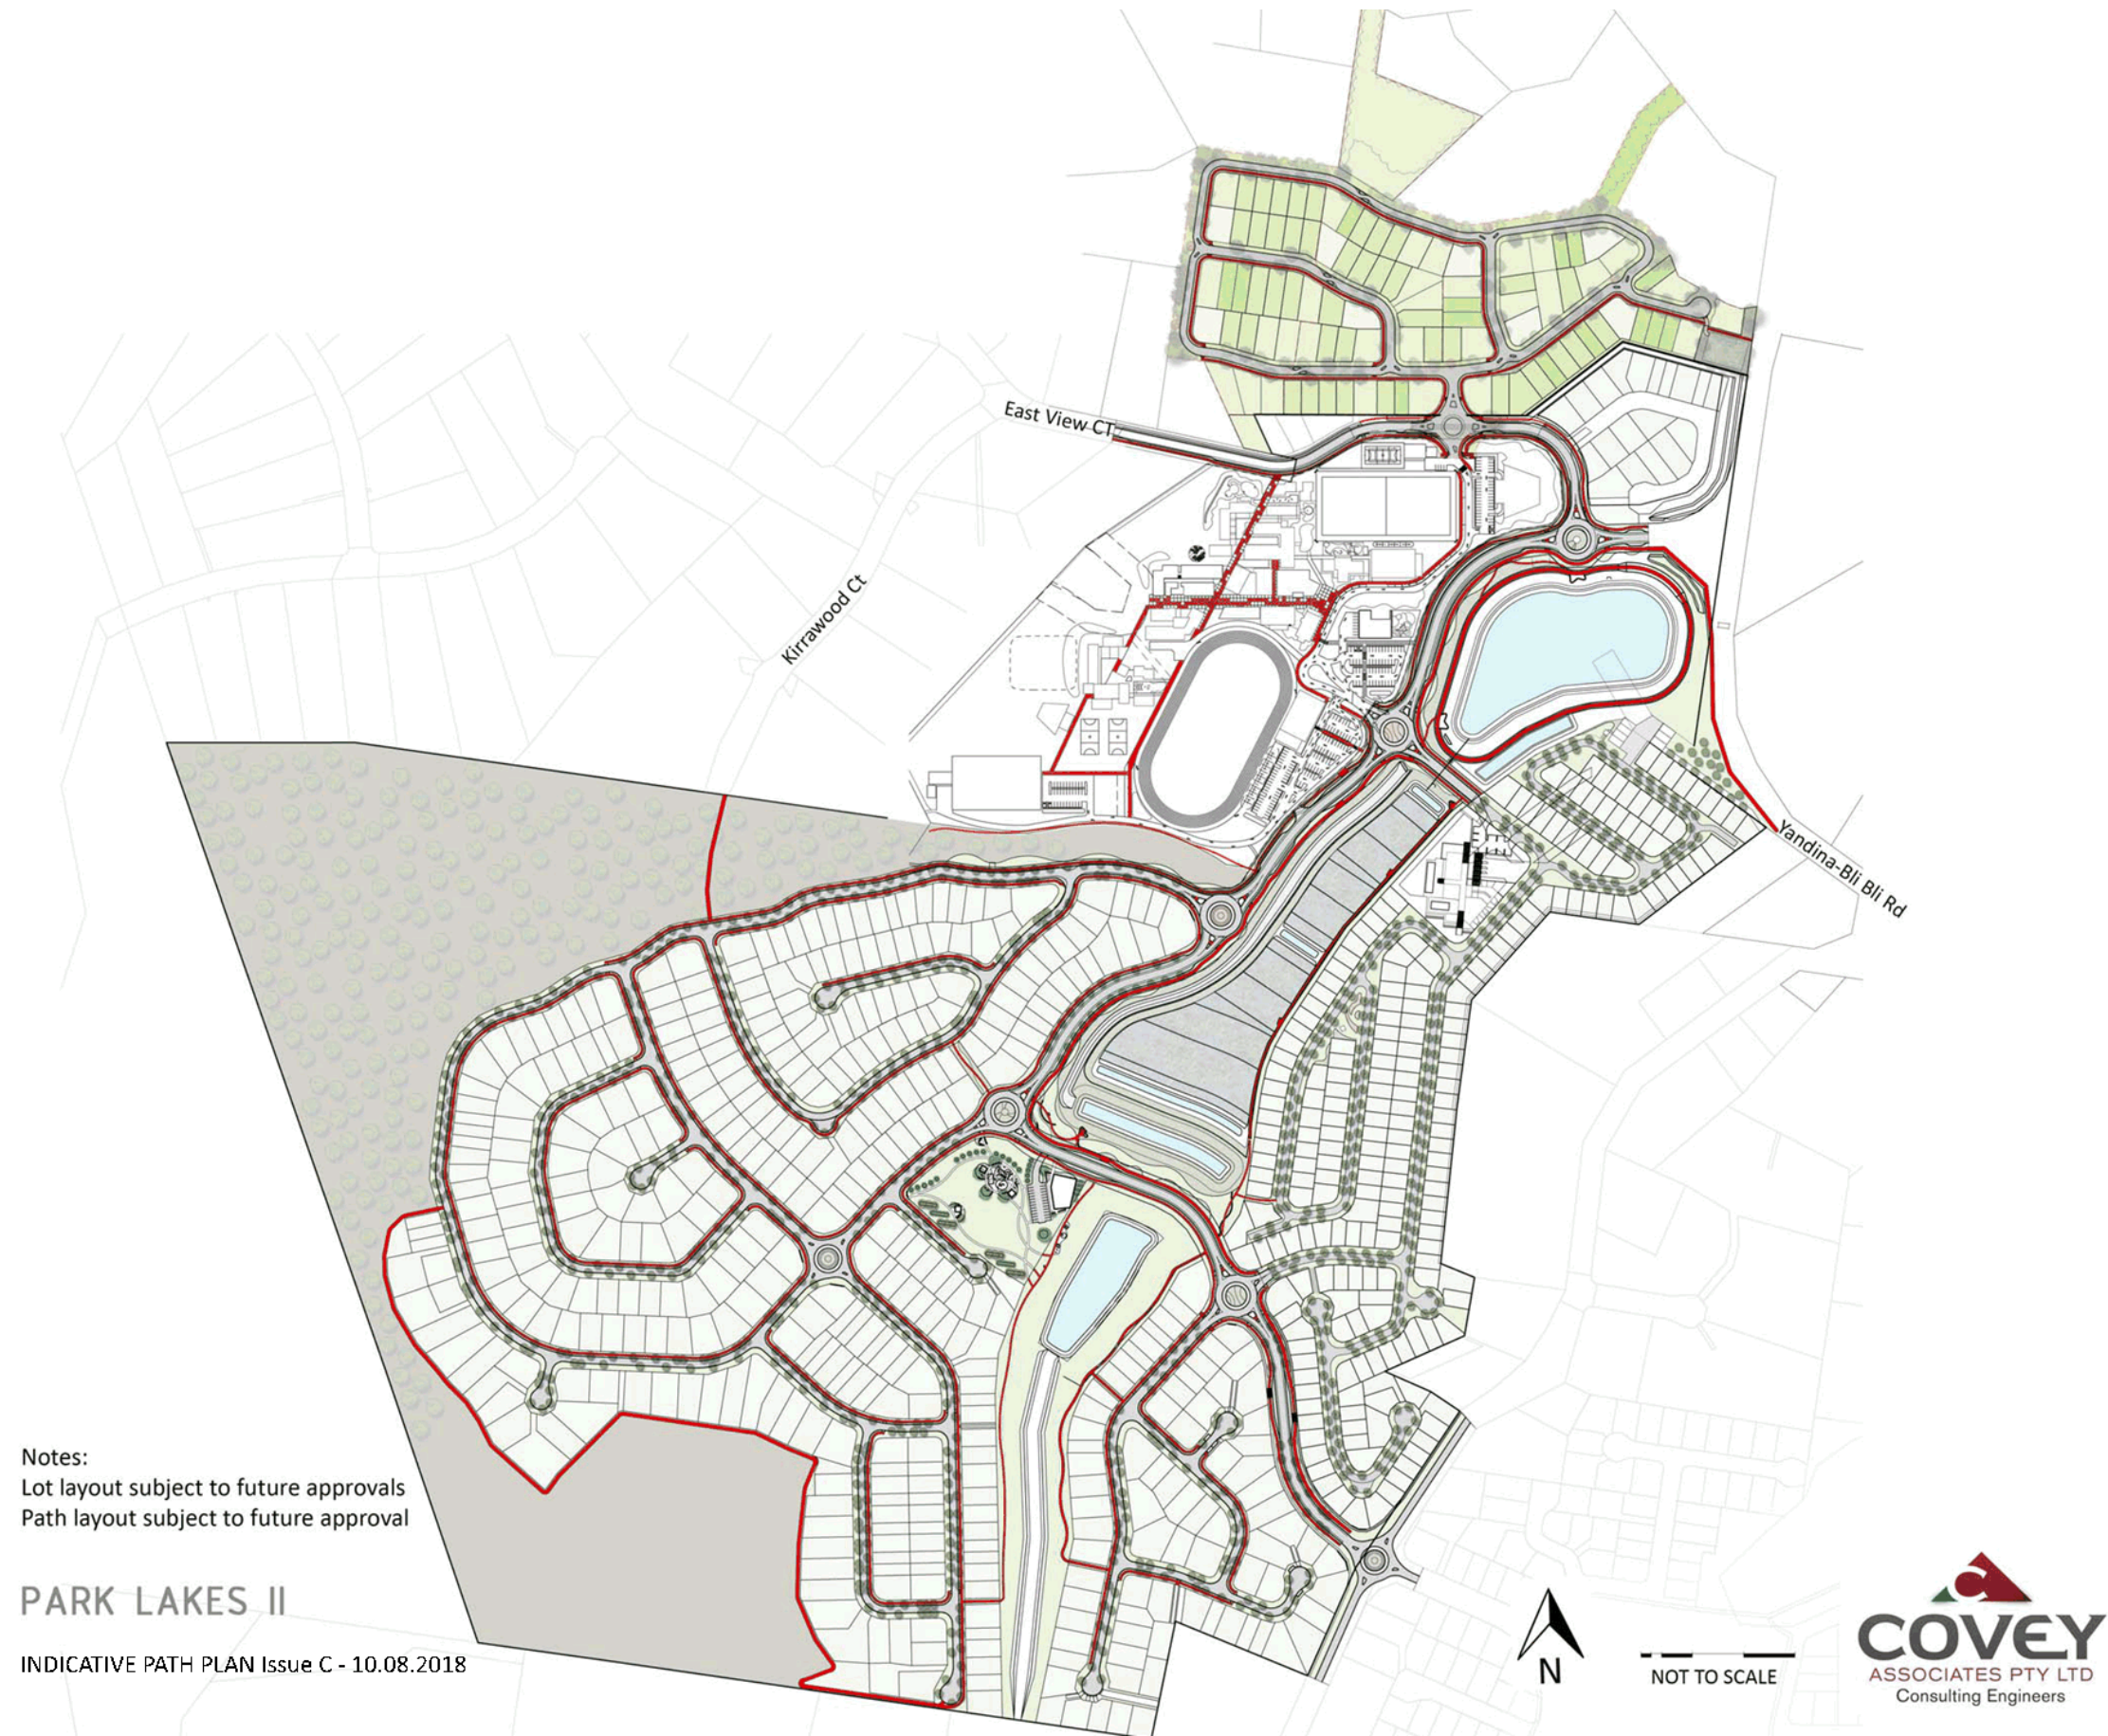 East View CT
Kirrawood Ct
Yandina-Bli Bli Rd
Notes:
Lot layout subject to future approvals
Path layout subject to future approval
PARK LAKES II
INDICATIVE PATH PLAN Issue C - 10.08.2018
N
NOT TO SCALE
C
COVEY
ASSOCIATES PTY LTD
Consulting Engineers